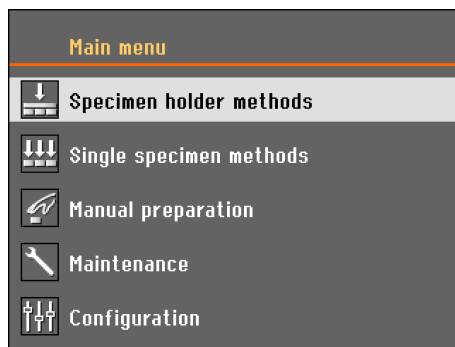 Main menu
Specimen holder methods
Single specimen methods
Manual preparation
Maintenance
Configuration